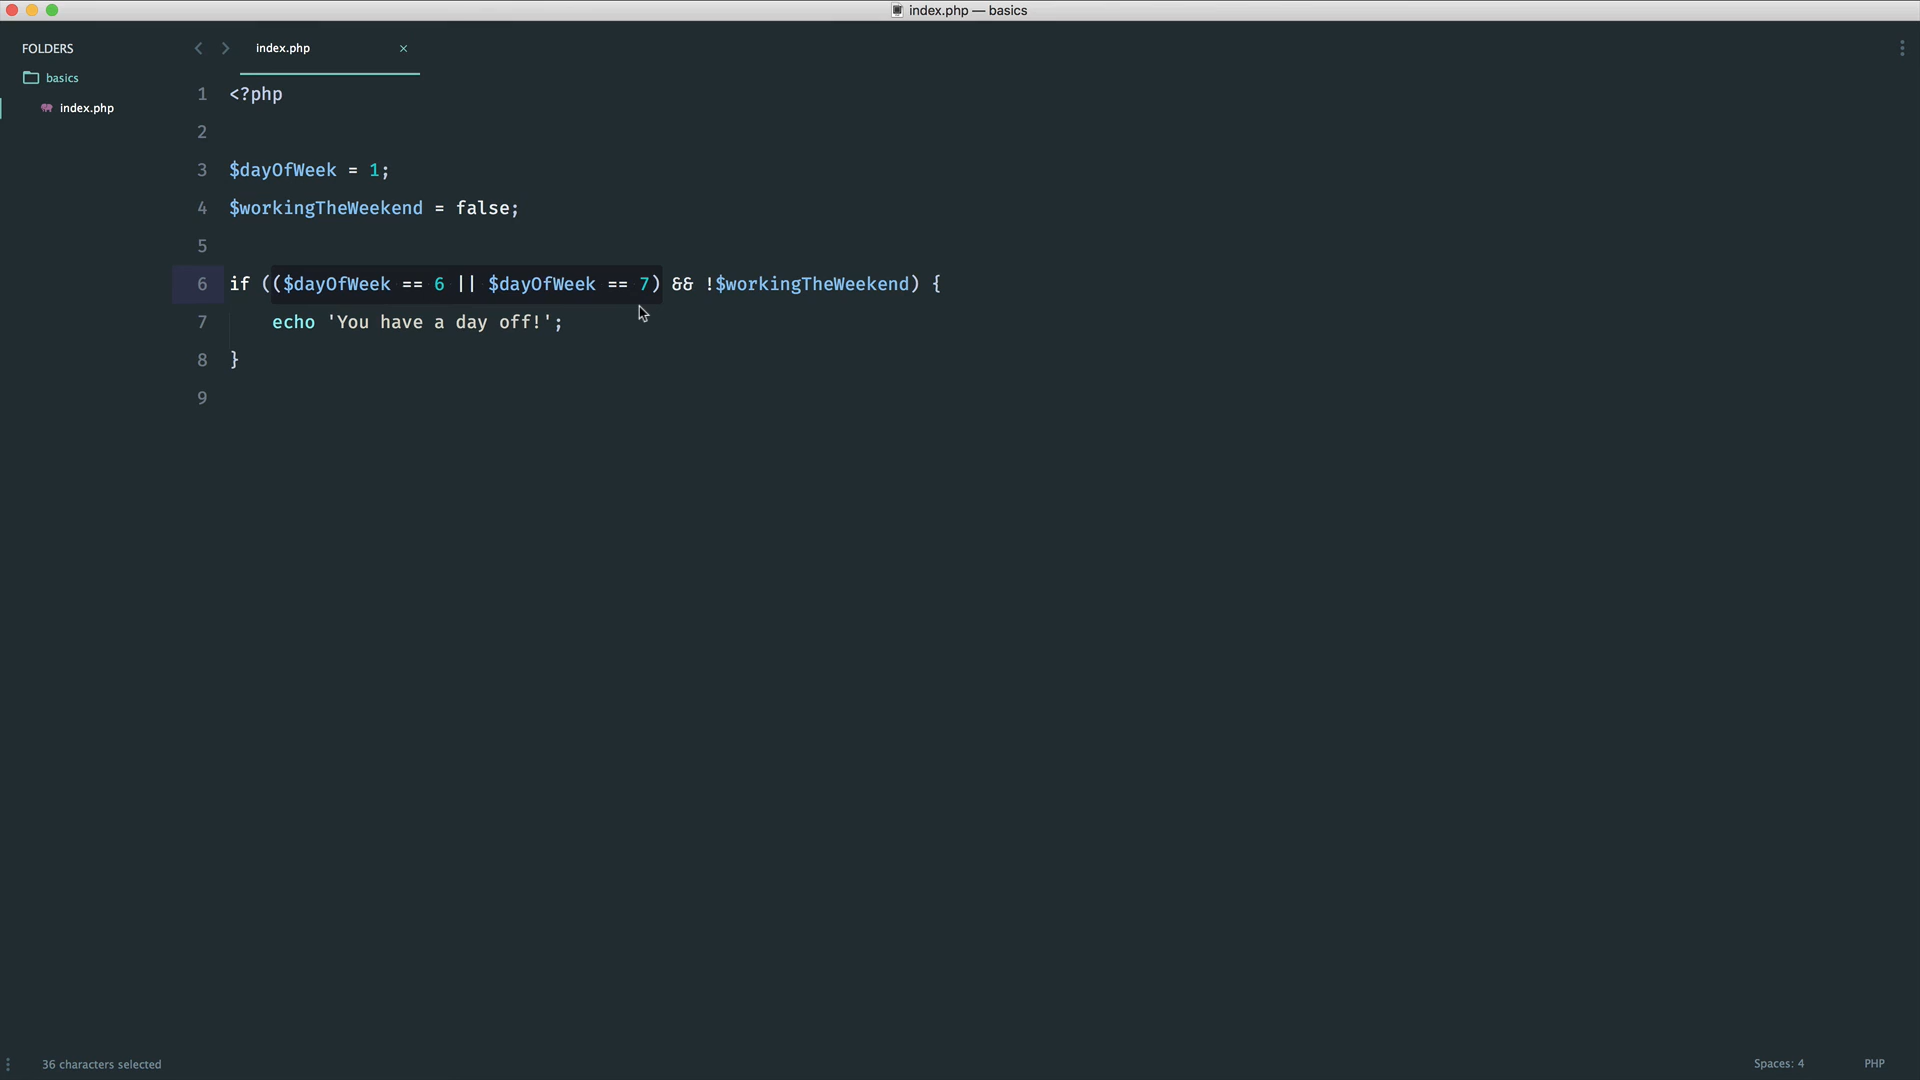 index.php — basics
FOLDERS
basics
index.php
index.php
1 <?php
2
3 $dayOfWeek = 1;
4 $workingTheWeekend = false;
5
6 if (($dayOfWeek == 6 || $dayOfWeek == 7) && !$workingTheWeekend) {
7     echo 'You have a day off!';
8 }
9
36 characters selected
Spaces: 4
PHP